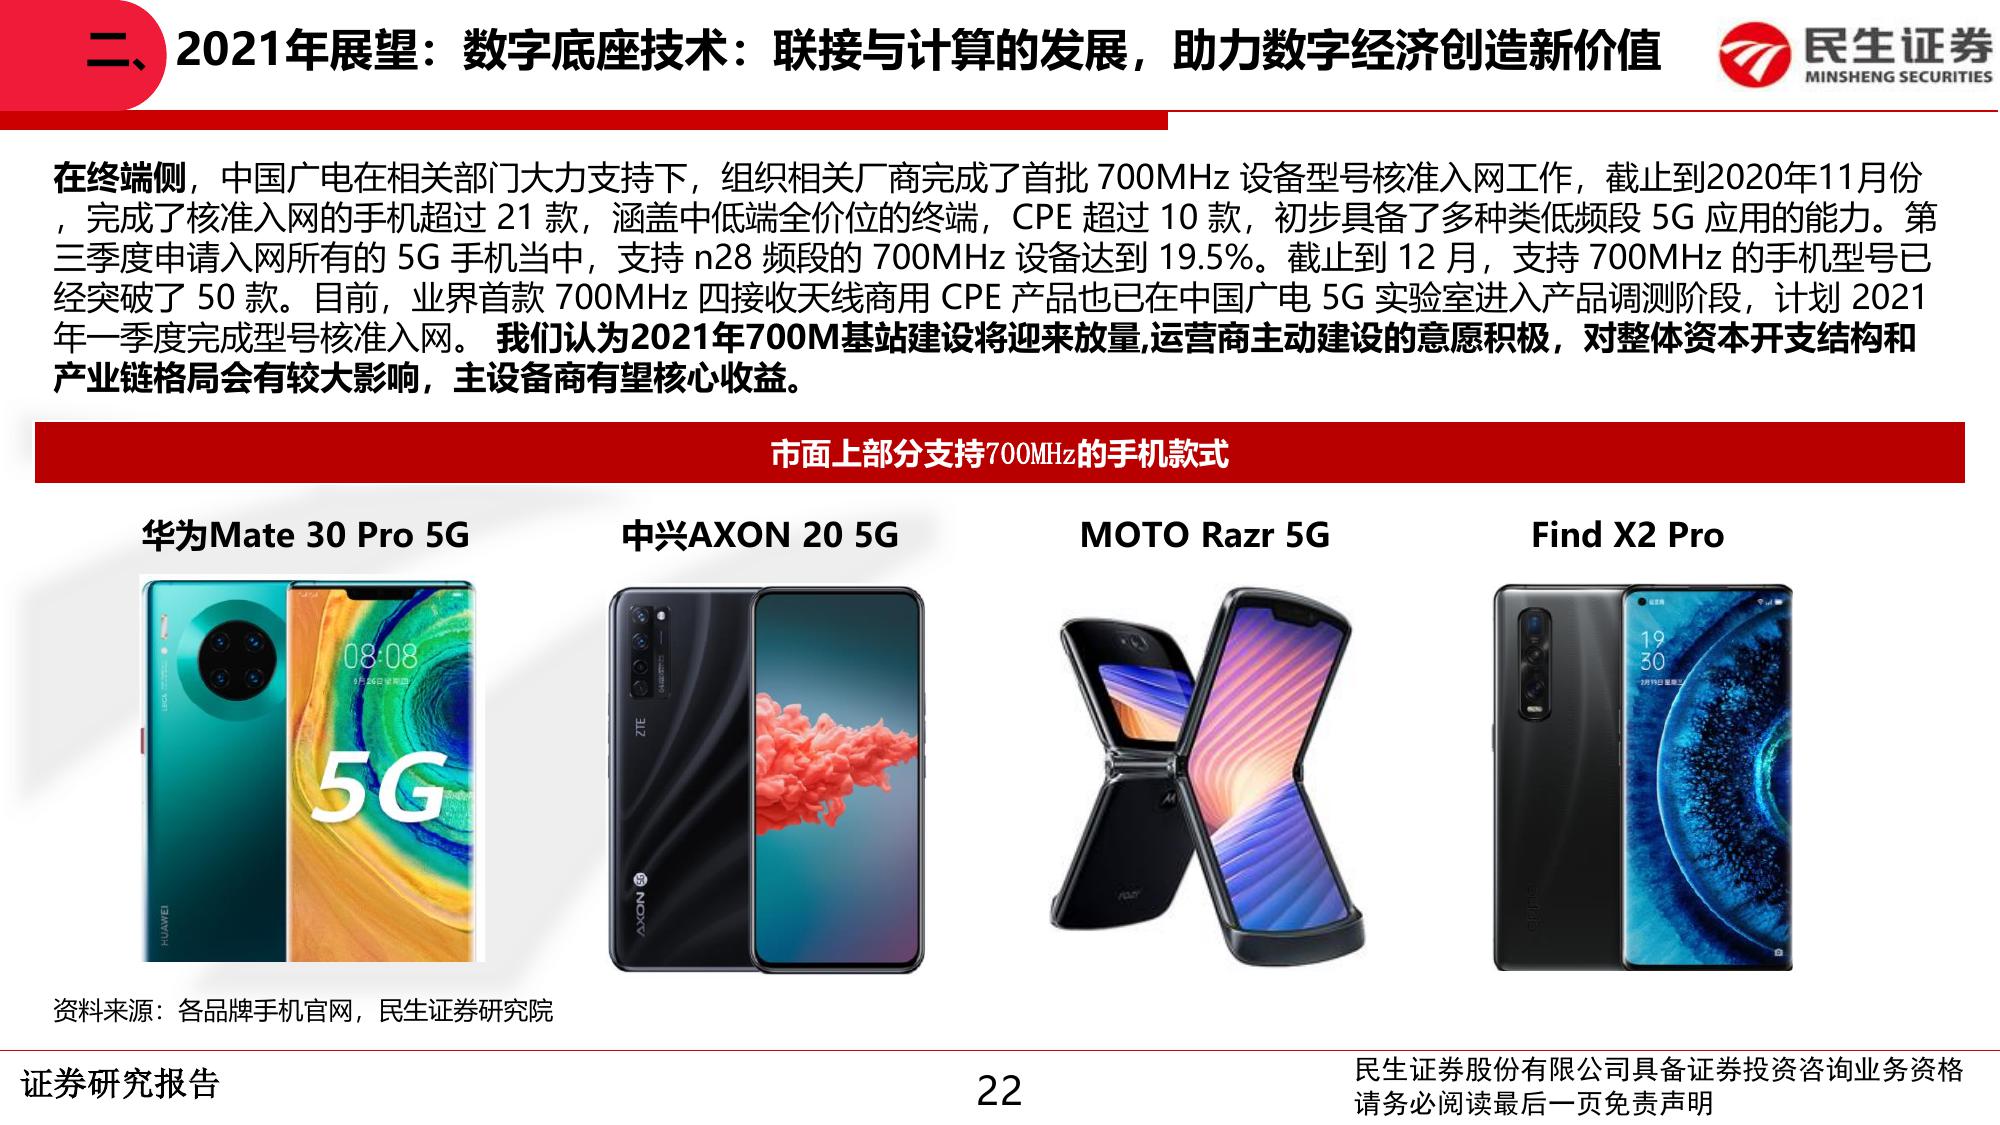 二、2021年展望：数字底座技术：联接与计算的发展，助力数字经济创造新价值
民生证券
MINSHENG SECURITIES
在终端侧，中国广电在相关部门大力支持下，组织相关厂商完成了首批 700MHz 设备型号核准入网工作，截止到2020年11月份
，完成了核准入网的手机超过 21 款，涵盖中低端全价位的终端，CPE 超过 10 款，初步具备了多种类低频段 5G 应用的能力。第
三季度申请入网所有的 5G 手机当中，支持 n28 频段的 700MHz 设备达到 19.5%。截止到 12 月，支持 700MHz 的手机型号已
经突破了 50 款。目前，业界首款 700MHz 四接收天线商用 CPE 产品也已在中国广电 5G 实验室进入产品调测阶段，计划 2021
年一季度完成型号核准入网。 我们认为2021年700M基站建设将迎来放量,运营商主动建设的意愿积极，对整体资本开支结构和
产业链格局会有较大影响，主设备商有望核心收益。
市面上部分支持700MHz的手机款式
华为Mate 30 Pro 5G
中兴AXON 20 5G
MOTO Razr 5G
Find X2 Pro
08:08
9月26日星期四
5G
HUAWEI
ZTE
AXON 5G
razr
19
30
2月19日 星期三
oppo
资料来源：各品牌手机官网，民生证券研究院
证券研究报告
22
民生证券股份有限公司具备证券投资咨询业务资格
请务必阅读最后一页免责声明